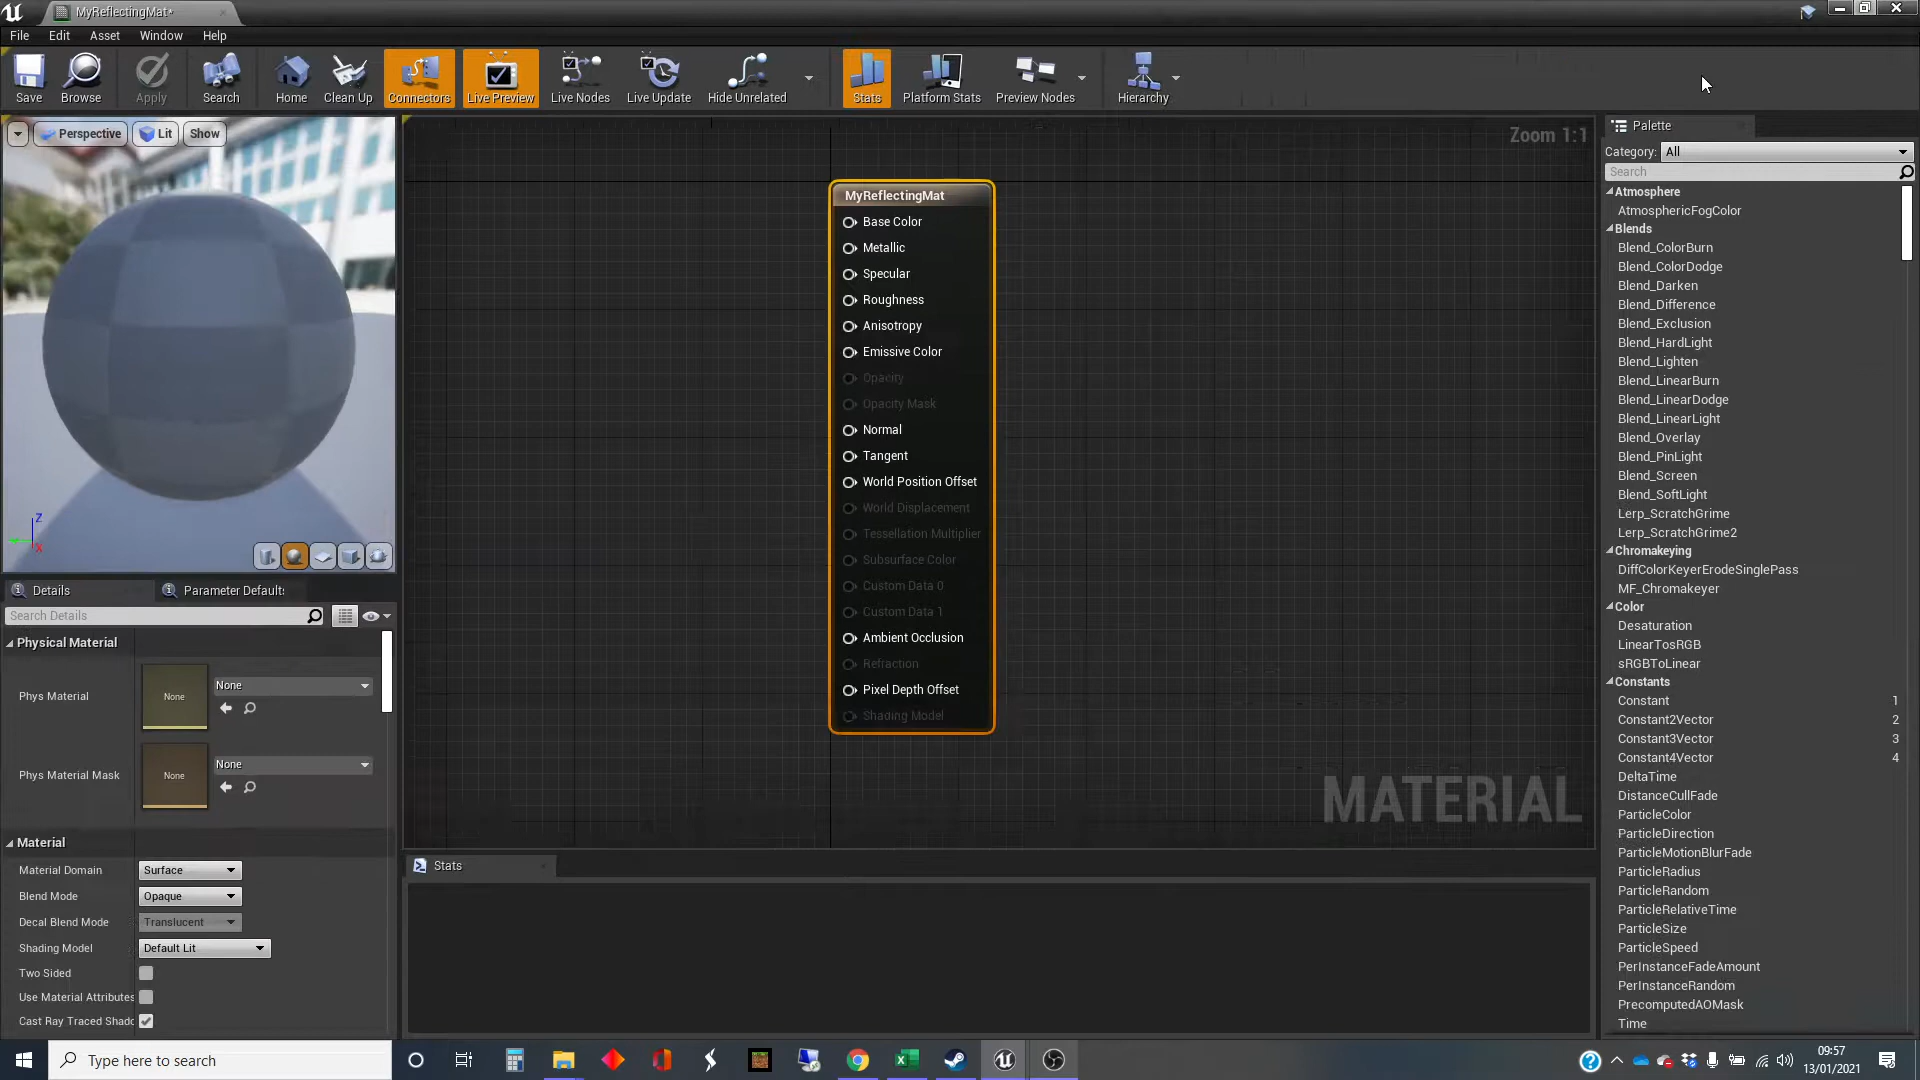 MyReflectingMat*
File Edit Asset Window Help
Save Browse Apply Search Home Clean Up Connectors Live Preview Live Nodes Live Update Hide Unrelated Stats Platform Stats Preview Nodes Hierarchy
Perspective Lit Show
Zoom 1:1
Z
X
MyReflectingMat
Base Color
Metallic
Specular
Roughness
Anisotropy
Emissive Color
Opacity
Opacity Mask
Normal
Tangent
World Position Offset
World Displacement
Tessellation Multiplier
Subsurface Color
Custom Data 0
Custom Data 1
Ambient Occlusion
Refraction
Pixel Depth Offset
Shading Model
MATERIAL
Palette
Category: All
Search
Atmosphere
AtmosphericFogColor
Blends
Blend_ColorBurn
Blend_ColorDodge
Blend_Darken
Blend_Difference
Blend_Exclusion
Blend_HardLight
Blend_Lighten
Blend_LinearBurn
Blend_LinearDodge
Blend_LinearLight
Blend_Overlay
Blend_PinLight
Blend_Screen
Blend_SoftLight
Lerp_ScratchGrime
Lerp_ScratchGrime2
Chromakeying
DiffColorKeyerErodeSinglePass
MF_Chromakeyer
Color
Desaturation
LinearTosRGB
sRGBToLinear
Constants
Constant 1
Constant2Vector 2
Constant3Vector 3
Constant4Vector 4
DeltaTime
DistanceCullFade
ParticleColor
ParticleDirection
ParticleMotionBlurFade
ParticleRadius
ParticleRandom
ParticleRelativeTime
ParticleSize
ParticleSpeed
PerInstanceFadeAmount
PerInstanceRandom
PrecomputedAOMask
Time
Details Parameter Default:
Search Details
Physical Material
Phys Material None None
Phys Material Mask None None
Material
Material Domain Surface
Blend Mode Opaque
Decal Blend Mode Translucent
Shading Model Default Lit
Two Sided
Use Material Attributes
Cast Ray Traced Shado
Stats
Type here to search
09:57
13/01/2021